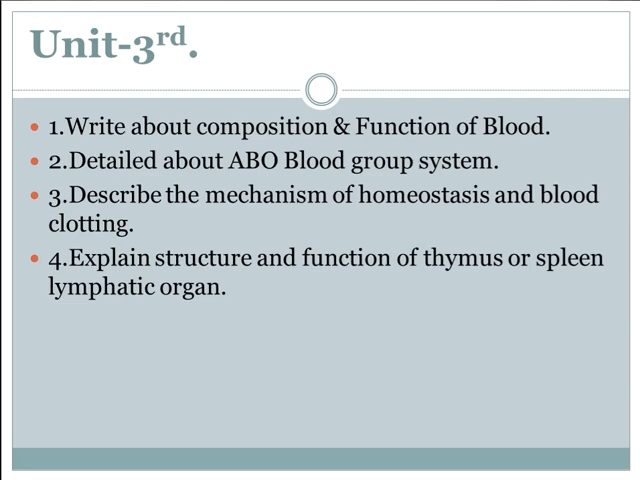 Unit-3rd.
• 1.Write about composition & Function of Blood.
• 2.Detailed about ABO Blood group system.
• 3.Describe the mechanism of homeostasis and blood
clotting.
• 4.Explain structure and function of thymus or spleen
lymphatic organ.